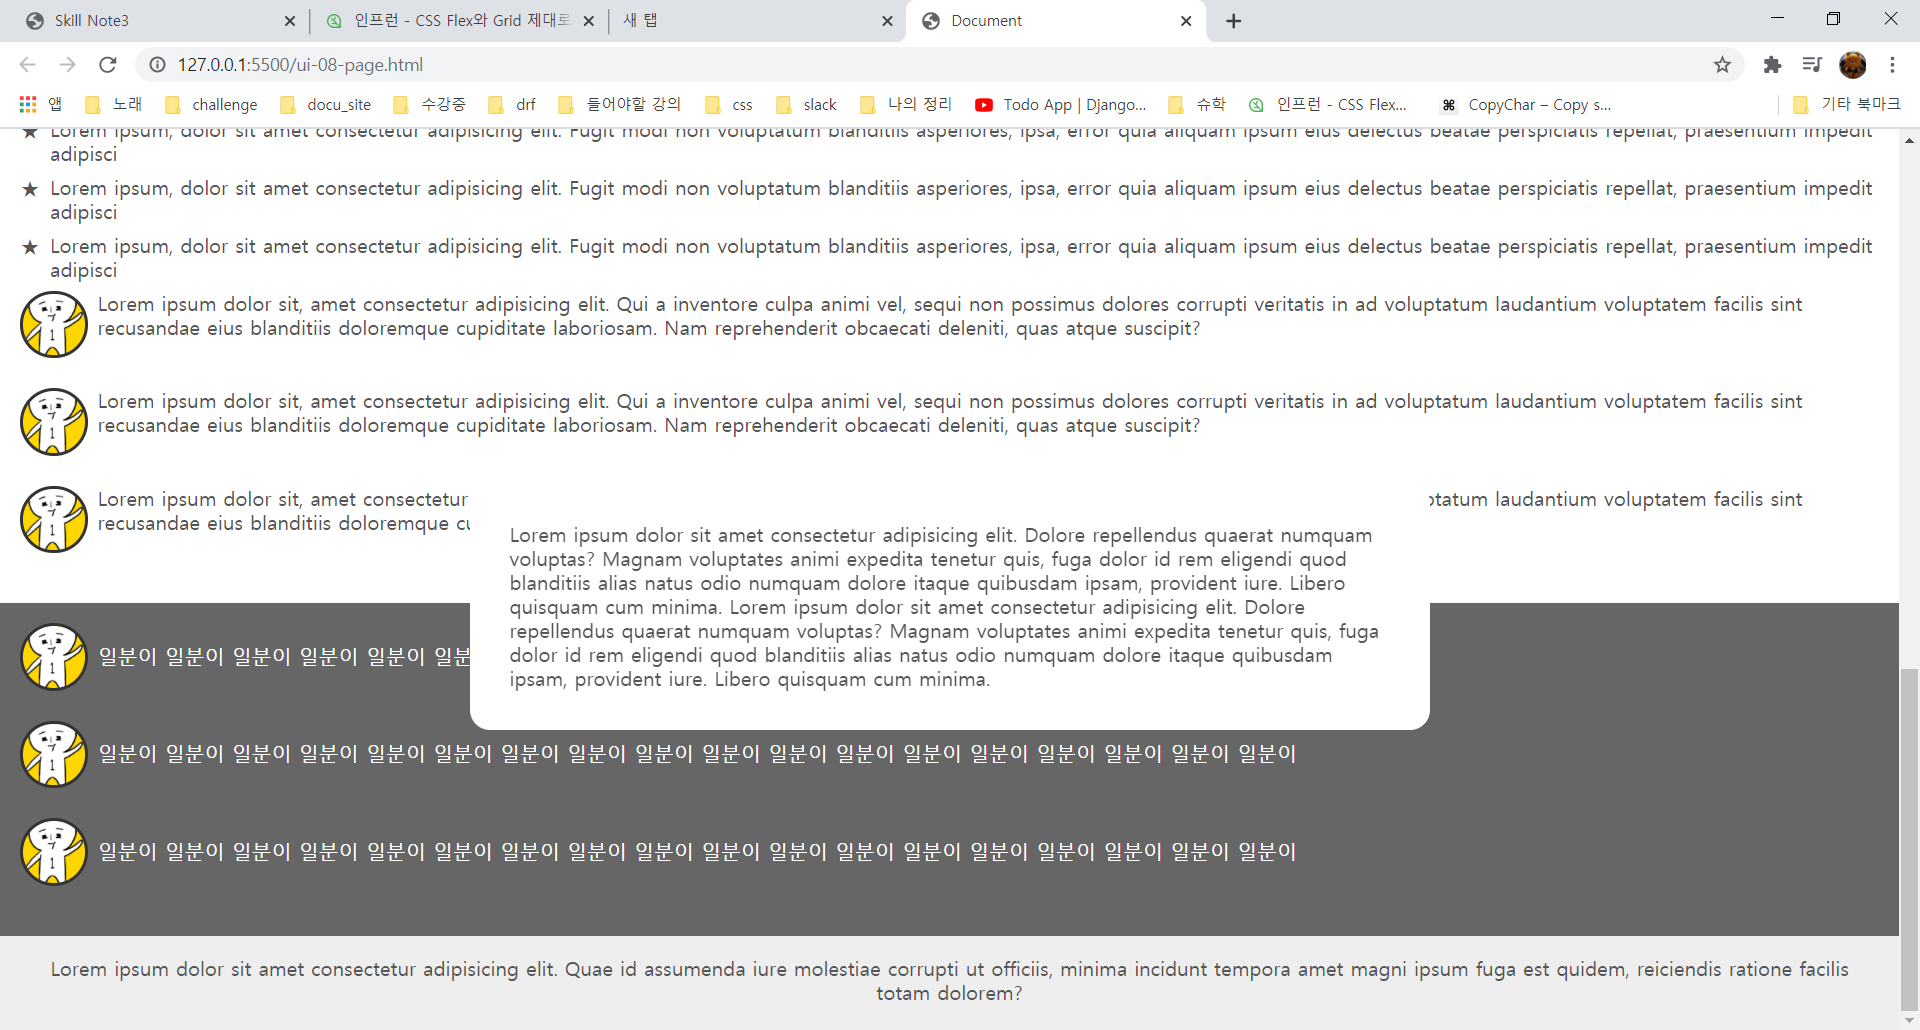 Skill Note3
인프런 - CSS Flex와 Grid 제대로
새 탭
Document
127.0.0.1:5500/ui-08-page.html
앱
노래
challenge
docu_site
수강중
drf
들어야할 강의
css
slack
나의 정리
Todo App | Django...
슈학
인프런 - CSS Flex...
CopyChar – Copy s...
기타 북마크
★ Lorem ipsum, dolor sit amet consectetur adipisicing elit. Fugit modi non voluptatum blanditiis asperiores, ipsa, error quia aliquam ipsum eius delectus beatae perspiciatis repellat, praesentium impedit
adipisci
★ Lorem ipsum, dolor sit amet consectetur adipisicing elit. Fugit modi non voluptatum blanditiis asperiores, ipsa, error quia aliquam ipsum eius delectus beatae perspiciatis repellat, praesentium impedit
adipisci
★ Lorem ipsum, dolor sit amet consectetur adipisicing elit. Fugit modi non voluptatum blanditiis asperiores, ipsa, error quia aliquam ipsum eius delectus beatae perspiciatis repellat, praesentium impedit
adipisci
Lorem ipsum dolor sit, amet consectetur adipisicing elit. Qui a inventore culpa animi vel, sequi non possimus dolores corrupti veritatis in ad voluptatum laudantium voluptatem facilis sint
recusandae eius blanditiis doloremque cupiditate laboriosam. Nam reprehenderit obcaecati deleniti, quas atque suscipit?
Lorem ipsum dolor sit, amet consectetur adipisicing elit. Qui a inventore culpa animi vel, sequi non possimus dolores corrupti veritatis in ad voluptatum laudantium voluptatem facilis sint
recusandae eius blanditiis doloremque cupiditate laboriosam. Nam reprehenderit obcaecati deleniti, quas atque suscipit?
Lorem ipsum dolor sit, amet consectetur
ptatum laudantium voluptatem facilis sint
recusandae eius blanditiis doloremque cu
Lorem ipsum dolor sit amet consectetur adipisicing elit. Dolore repellendus quaerat numquam
voluptas? Magnam voluptates animi expedita tenetur quis, fuga dolor id rem eligendi quod
blanditiis alias natus odio numquam dolore itaque quibusdam ipsam, provident iure. Libero
quisquam cum minima. Lorem ipsum dolor sit amet consectetur adipisicing elit. Dolore
repellendus quaerat numquam voluptas? Magnam voluptates animi expedita tenetur quis, fuga
dolor id rem eligendi quod blanditiis alias natus odio numquam dolore itaque quibusdam
ipsam, provident iure. Libero quisquam cum minima.
일분이 일분이 일분이 일분이 일분이 일분
일분이 일분이 일분이 일분이 일분이 일분이 일분이 일분이 일분이 일분이 일분이 일분이 일분이 일분이 일분이 일분이 일분이 일분이
일분이 일분이 일분이 일분이 일분이 일분이 일분이 일분이 일분이 일분이 일분이 일분이 일분이 일분이 일분이 일분이 일분이 일분이
Lorem ipsum dolor sit amet consectetur adipisicing elit. Quae id assumenda iure molestiae corrupti ut officiis, minima incidunt tempora amet magni ipsum fuga est quidem, reiciendis ratione facilis
totam dolorem?